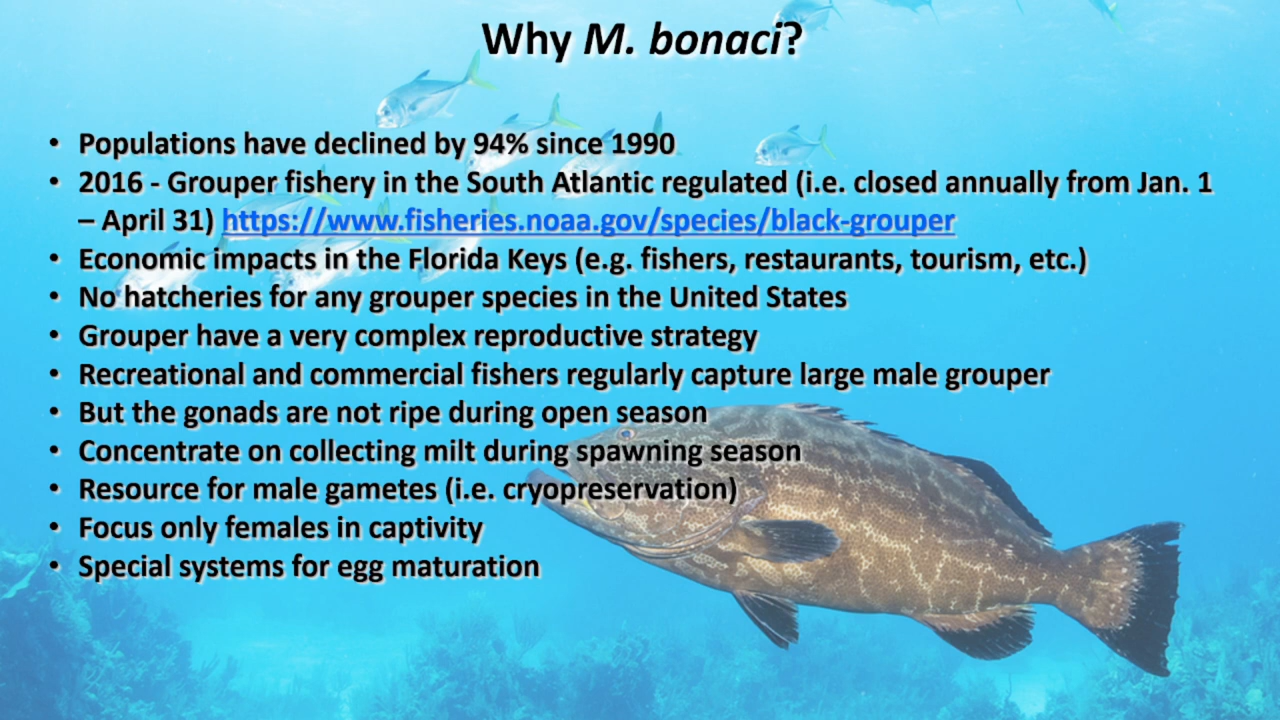 Why M. bonaci?
• Populations have declined by 94% since 1990
• 2016 - Grouper fishery in the South Atlantic regulated (i.e. closed annually from Jan. 1
– April 31) https://www.fisheries.noaa.gov/species/black-grouper
• Economic impacts in the Florida Keys (e.g. fishers, restaurants, tourism, etc.)
• No hatcheries for any grouper species in the United States
• Grouper have a very complex reproductive strategy
• Recreational and commercial fishers regularly capture large male grouper
• But the gonads are not ripe during open season
• Concentrate on collecting milt during spawning season
• Resource for male gametes (i.e. cryopreservation)
• Focus only females in captivity
• Special systems for egg maturation